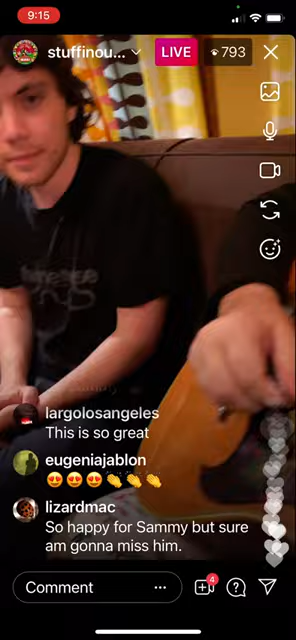 9:15
stuffinou...
LIVE
793
largolosangeles
This is so great
eugeniajablon
😍😍😍👏👏👏
lizardmac
So happy for Sammy but sure
am gonna miss him.
Comment
4